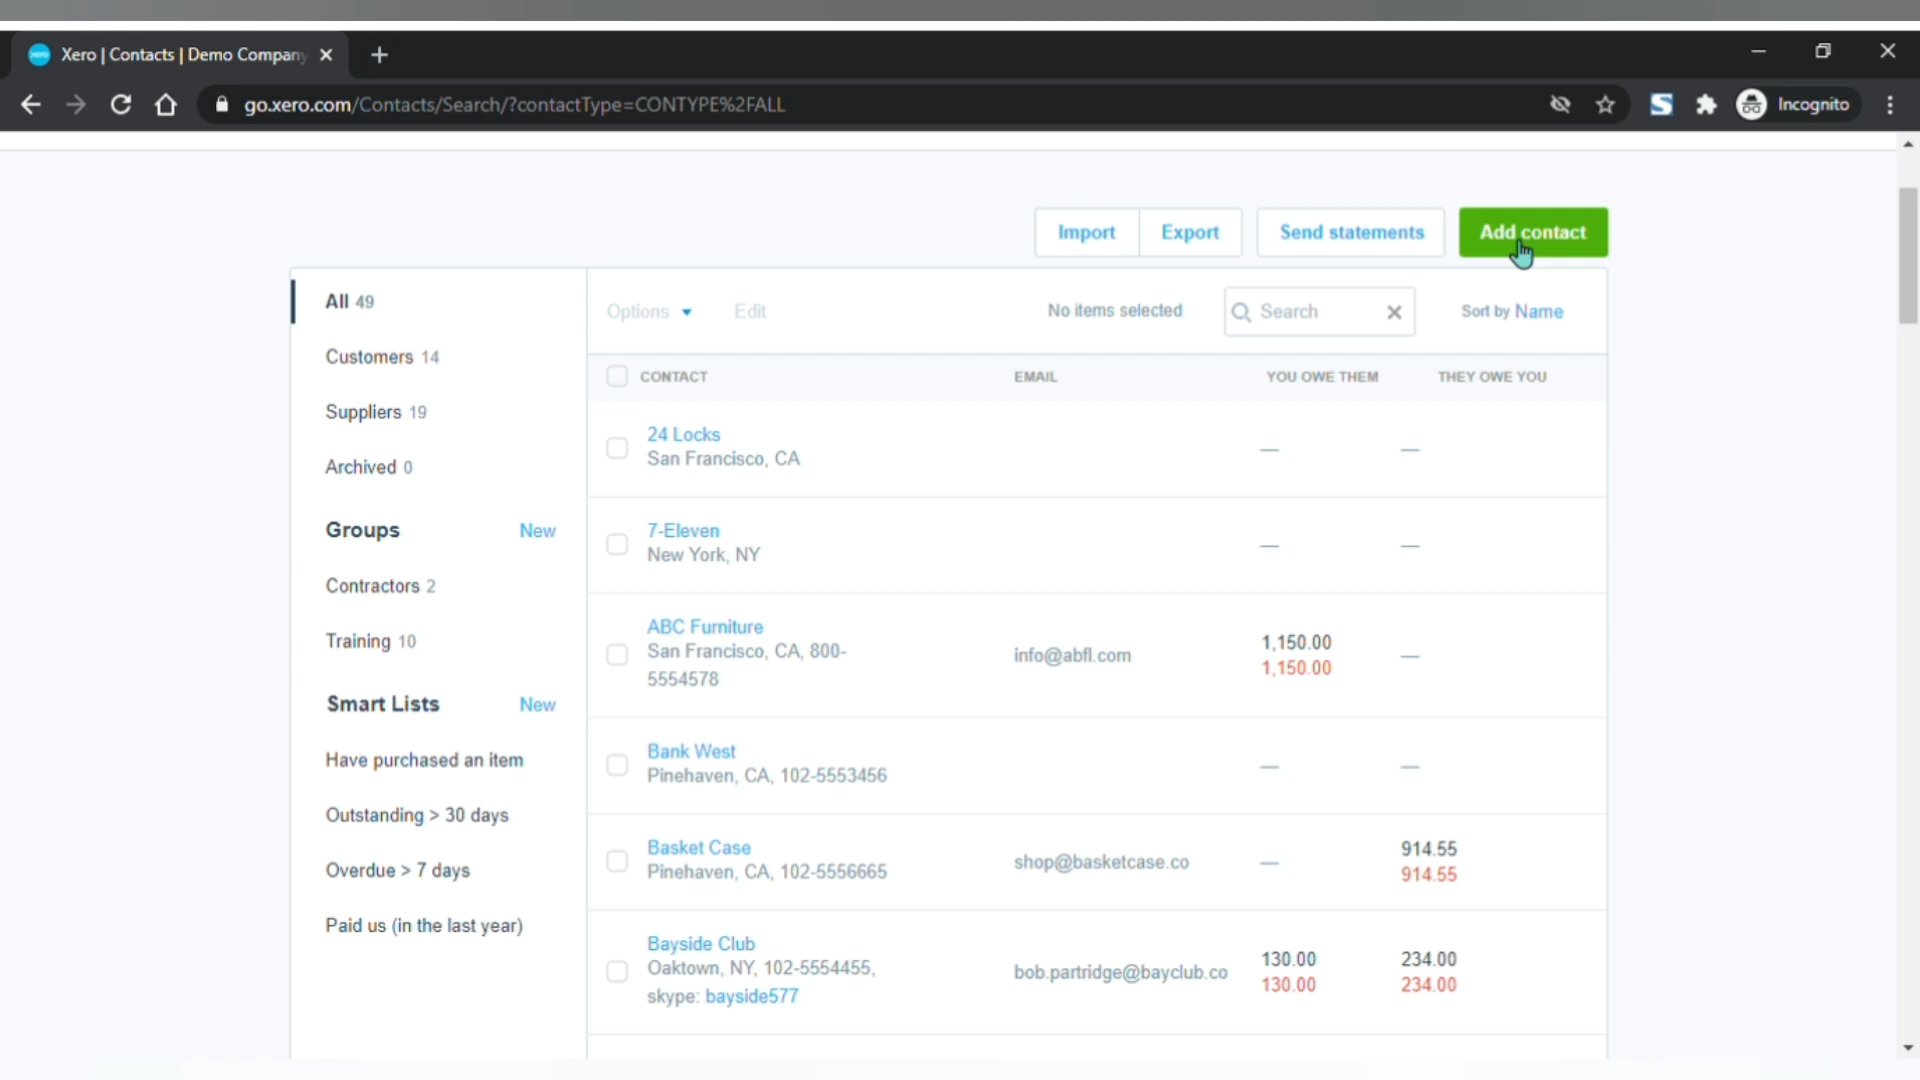 Xero | Contacts | Demo Company
go.xero.com/Contacts/Search/?contactType=CONTYPE%2FALL
Incognito
Import Export Send statements Add contact
All 49
Customers 14
Suppliers 19
Archived 0
Groups New
Contractors 2
Training 10
Smart Lists New
Have purchased an item
Outstanding > 30 days
Overdue > 7 days
Paid us (in the last year)
Options Edit No items selected Search Sort by Name
CONTACT EMAIL YOU OWE THEM THEY OWE YOU
24 Locks
San Francisco, CA
— —
7-Eleven
New York, NY
— —
ABC Furniture
San Francisco, CA, 800-
5554578
info@abfl.com
1,150.00
1,150.00
—
Bank West
Pinehaven, CA, 102-5553456
— —
Basket Case
Pinehaven, CA, 102-5556665
shop@basketcase.co
—
914.55
914.55
Bayside Club
Oaktown, NY, 102-5554455,
skype: bayside577
bob.partridge@bayclub.co
130.00
130.00
234.00
234.00